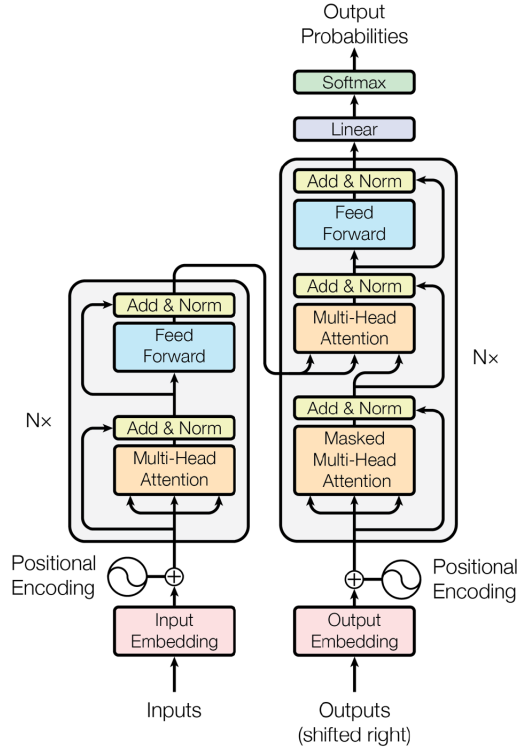 Output
Probabilities
Softmax
Linear
Add & Norm
Feed
Forward
Add & Norm
Multi-Head
Attention
Add & Norm
Masked
Multi-Head
Attention
N×
Positional
Encoding
Output
Embedding
Outputs
(shifted right)
Add & Norm
Feed
Forward
Add & Norm
Multi-Head
Attention
N×
Positional
Encoding
Input
Embedding
Inputs